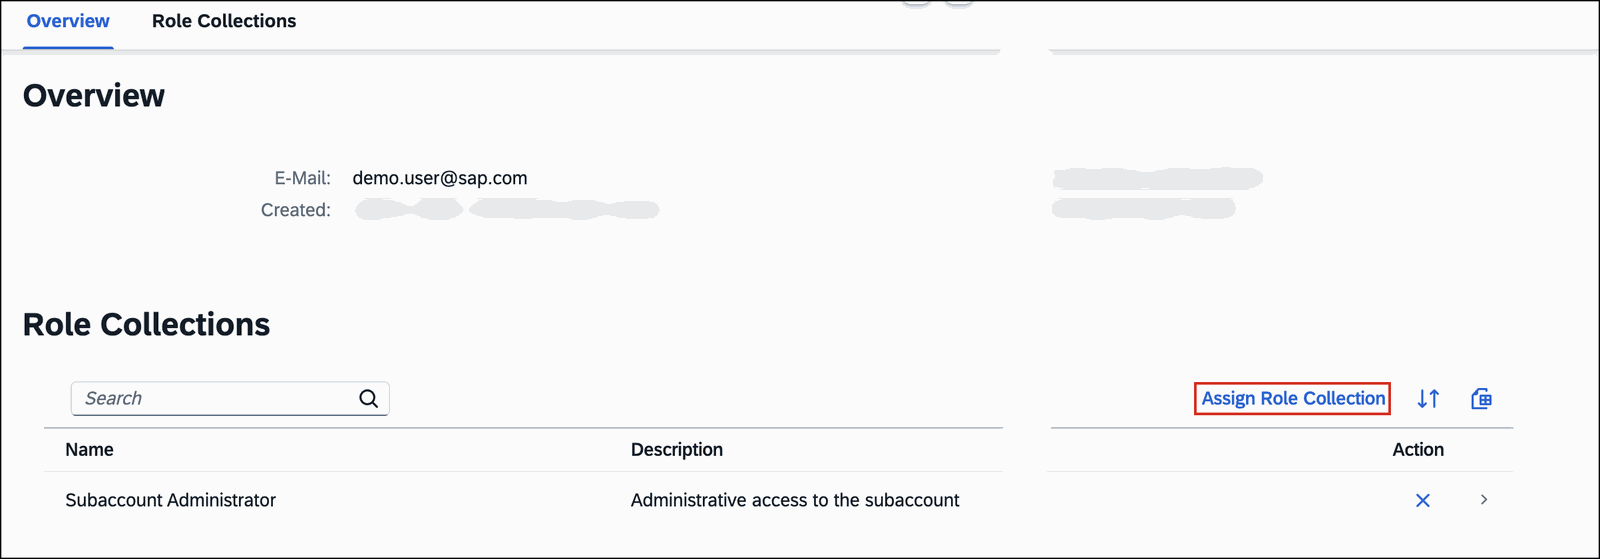 Overview Role Collections
Overview
E-Mail: demo.user@sap.com
Created:
Role Collections
Search Assign Role Collection
Name Description Action
Subaccount Administrator Administrative access to the subaccount